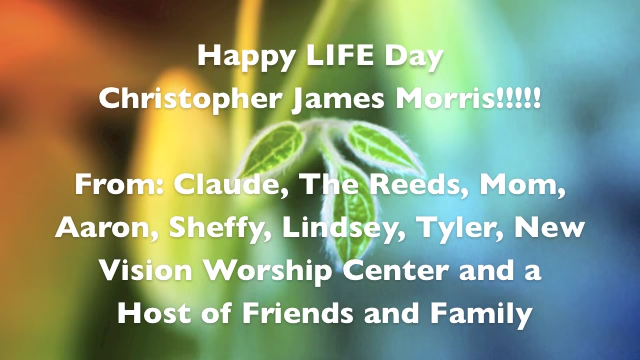 Happy LIFE Day
Christopher James Morris!!!!!
From: Claude, The Reeds, Mom,
Aaron, Sheffy, Lindsey, Tyler, New
Vision Worship Center and a
Host of Friends and Family